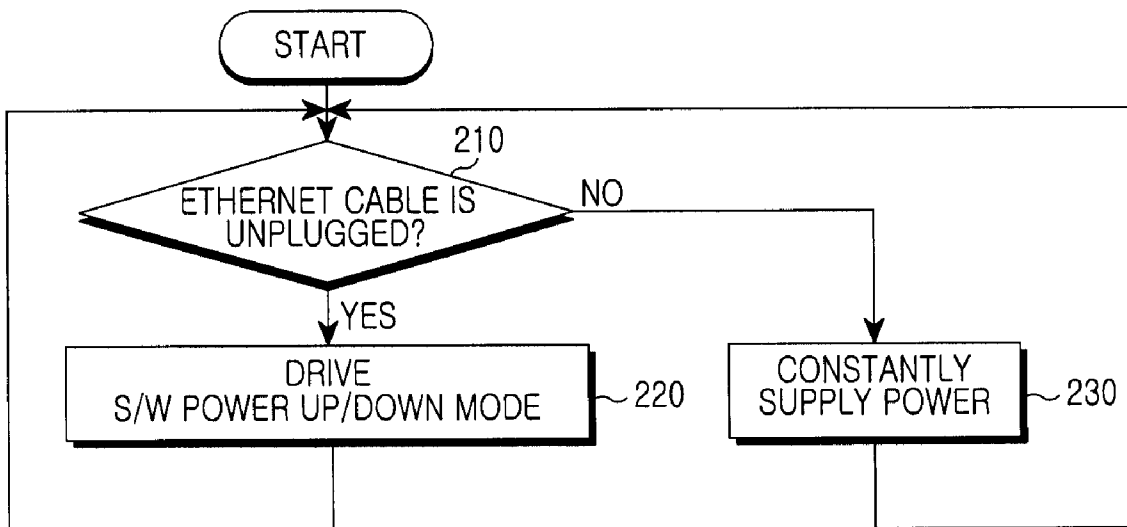 START
210
ETHERNET CABLE IS
UNPLUGGED?
NO
YES
DRIVE
S/W POWER UP/DOWN MODE
220
CONSTANTLY
SUPPLY POWER
230